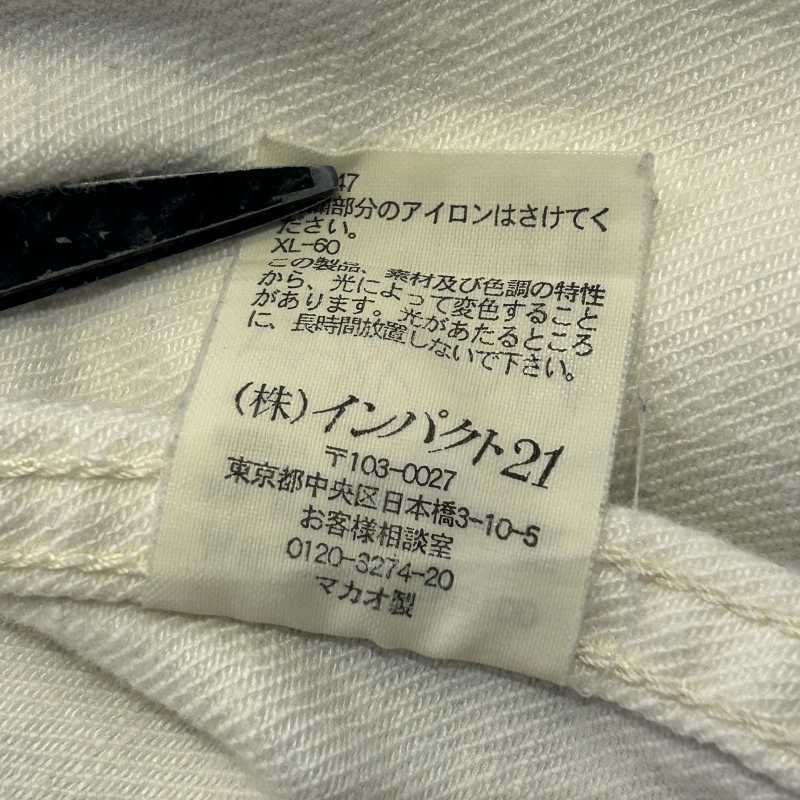 47
部分のアイロンはさけてく
ださい。
XL-60
この製品、素材及び色調の特性
から、光によって変色すること
があります。光があたるところ
に、長時間放置しないで下さい。
(株)インパクト21
〒103-0027
東京都中央区日本橋3-10-5
お客様相談室
0120-3274-20
マカオ製